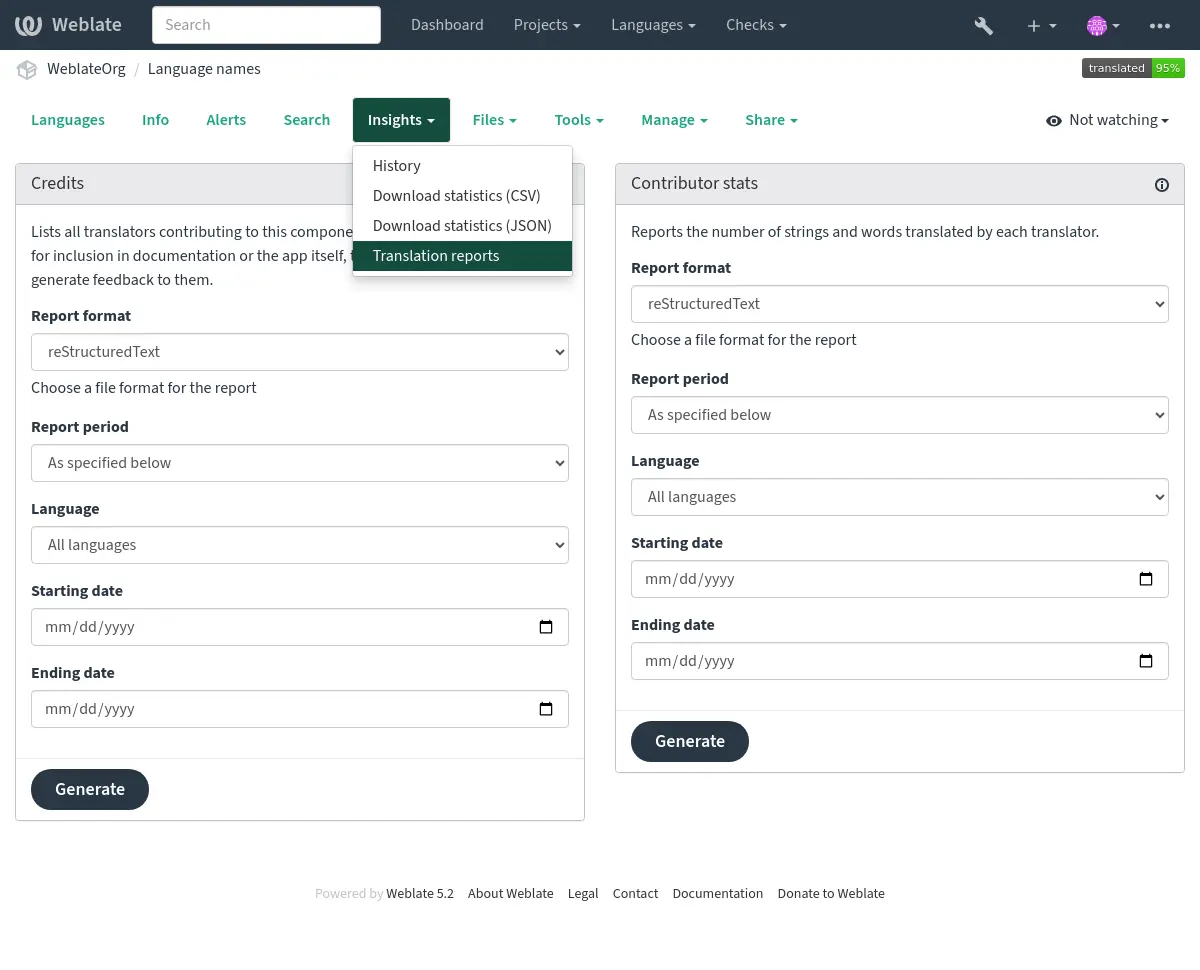 Weblate
Search
Dashboard
Projects
Languages
Checks
WeblateOrg / Language names
translated 95%
Languages
Info
Alerts
Search
Insights
Files
Tools
Manage
Share
Not watching
History
Download statistics (CSV)
Download statistics (JSON)
Translation reports
Credits
Lists all translators contributing to this
for inclusion in documentation or the app itself,
generate feedback to them.
Report format
reStructuredText
Choose a file format for the report
Report period
As specified below
Language
All languages
Starting date
mm/dd/yyyy
Ending date
mm/dd/yyyy
Generate
Contributor stats
Reports the number of strings and words translated by each translator.
Report format
reStructuredText
Choose a file format for the report
Report period
As specified below
Language
All languages
Starting date
mm/dd/yyyy
Ending date
mm/dd/yyyy
Generate
Powered by Weblate 5.2 About Weblate Legal Contact Documentation Donate to Weblate